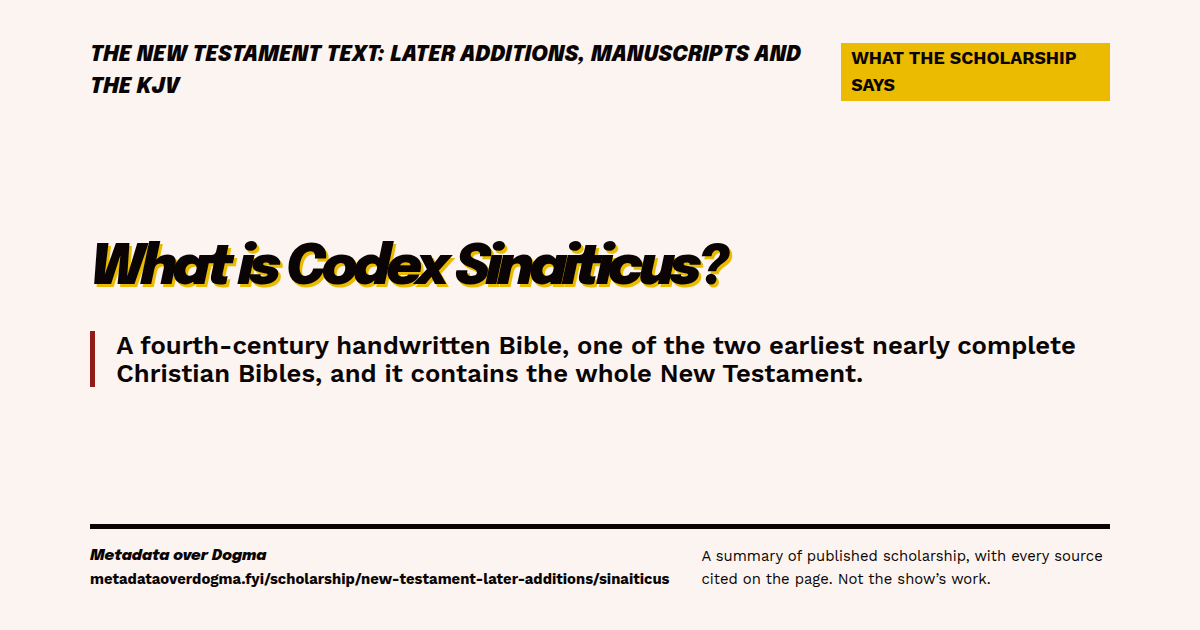 THE NEW TESTAMENT TEXT: LATER ADDITIONS, MANUSCRIPTS AND
THE KJV
WHAT THE SCHOLARSHIP
SAYS
What is Codex Sinaiticus?
A fourth-century handwritten Bible, one of the two earliest nearly complete
Christian Bibles, and it contains the whole New Testament.
Metadata over Dogma
metadataoverdogma.fyi/scholarship/new-testament-later-additions/sinaiticus
A summary of published scholarship, with every source
cited on the page. Not the show’s work.